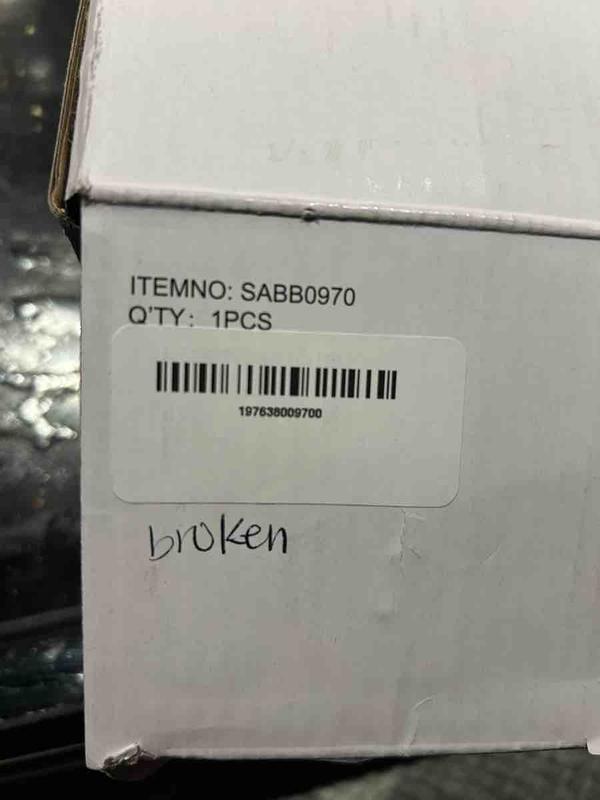 ITEMNO: SABB0970
Q'TY: 1PCS
197638009700
broken